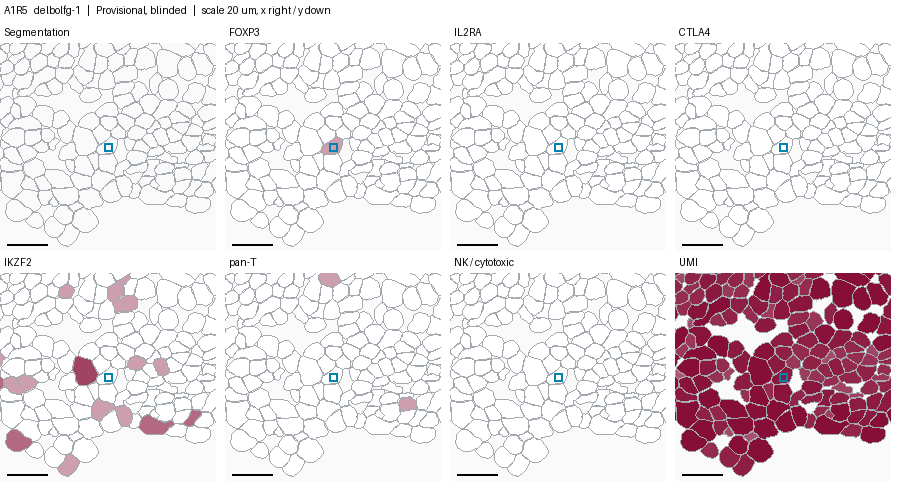 A1R5 delbolfg-1 | Provisional, blinded | scale 20 um, x right / y down
Segmentation FOXP3 IL2RA CTLA4
IKZF2 pan-T NK / cytotoxic UMI